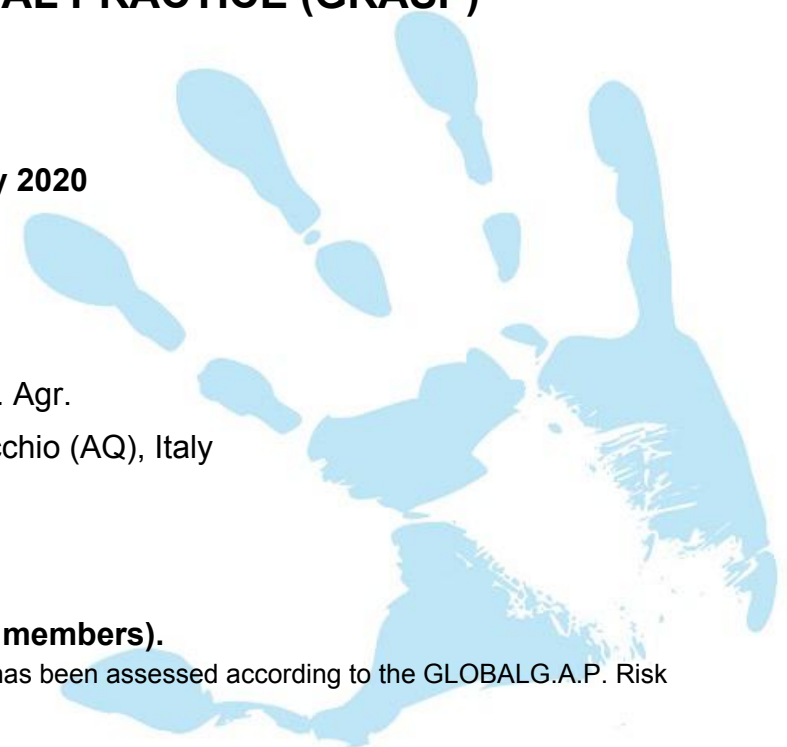 AL PRACTICE (GRASP)
y 2020
. Agr.
cchio (AQ), Italy
members).
has been assessed according to the GLOBALG.A.P. Risk